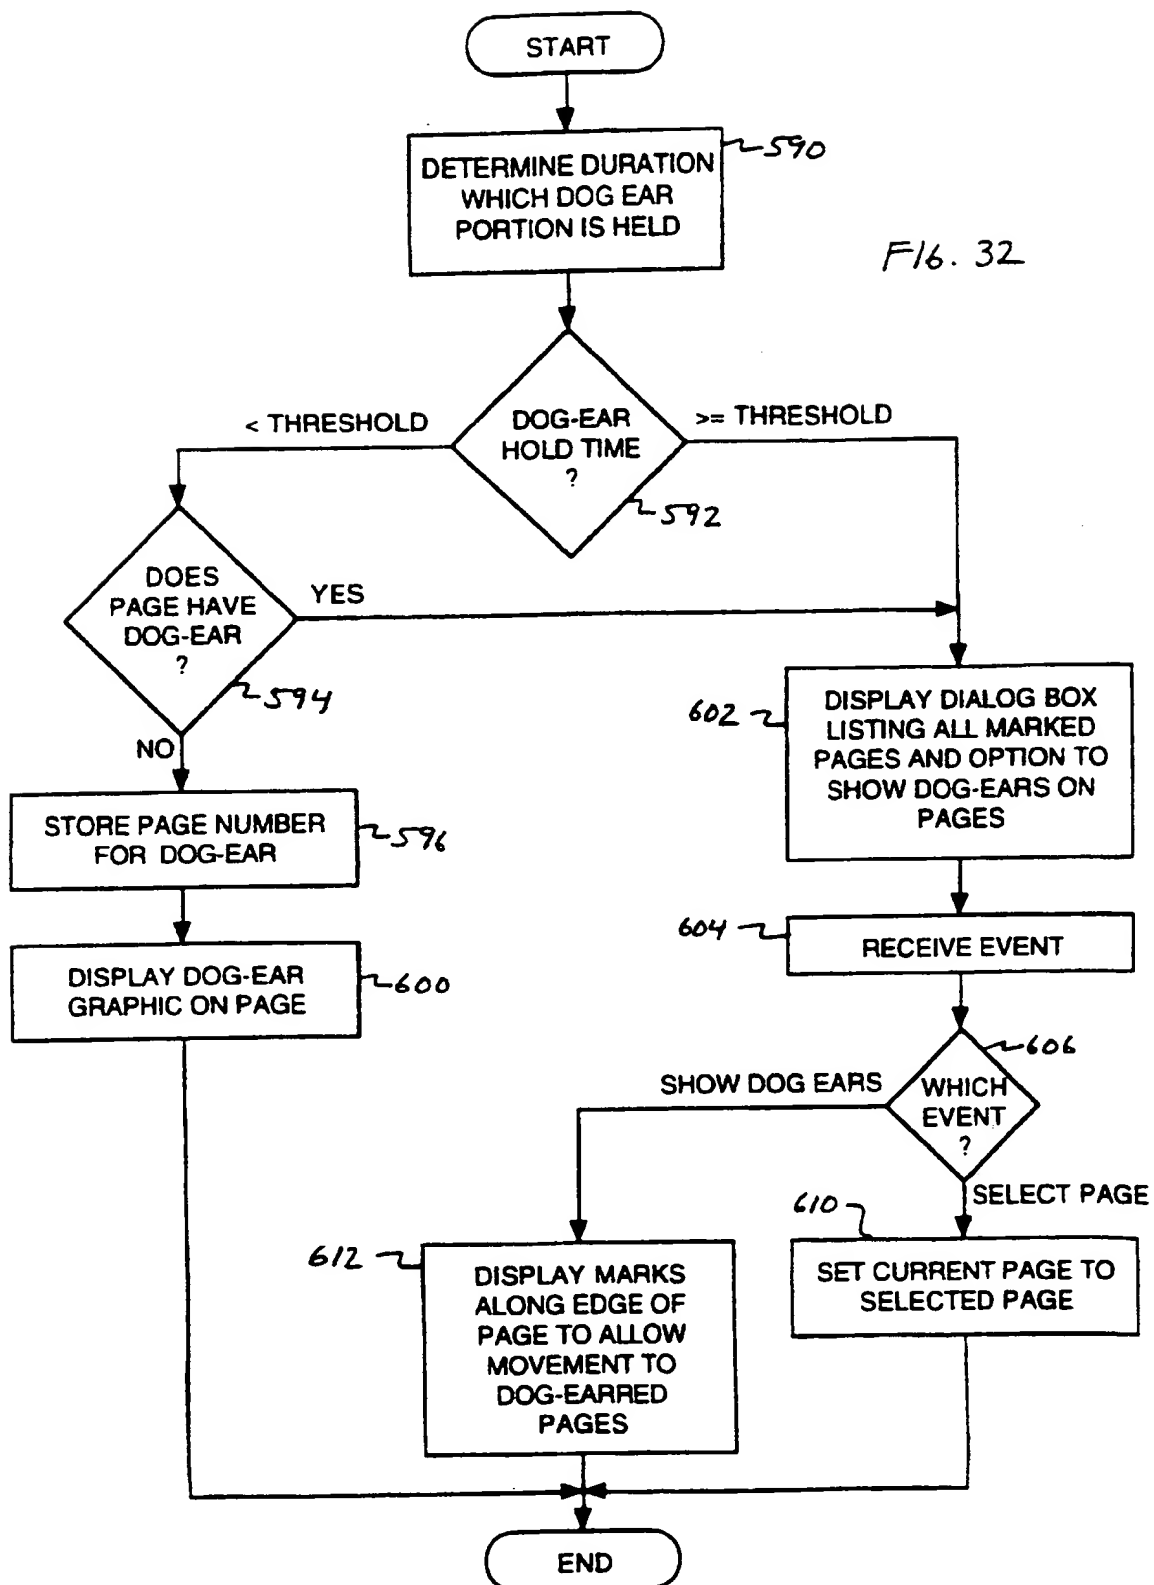 START
590
DETERMINE DURATION
WHICH DOG EAR
PORTION IS HELD
FIG. 32
< THRESHOLD
DOG-EAR
HOLD TIME
?
>= THRESHOLD
592
DOES
PAGE HAVE
DOG-EAR
?
YES
594
NO
602
DISPLAY DIALOG BOX
LISTING ALL MARKED
PAGES AND OPTION TO
SHOW DOG-EARS ON
PAGES
STORE PAGE NUMBER
FOR DOG-EAR
596
604
RECEIVE EVENT
DISPLAY DOG-EAR
GRAPHIC ON PAGE
600
606
SHOW DOG EARS
WHICH
EVENT
?
SELECT PAGE
610
SET CURRENT PAGE TO
SELECTED PAGE
612
DISPLAY MARKS
ALONG EDGE OF
PAGE TO ALLOW
MOVEMENT TO
DOG-EARRED
PAGES
END